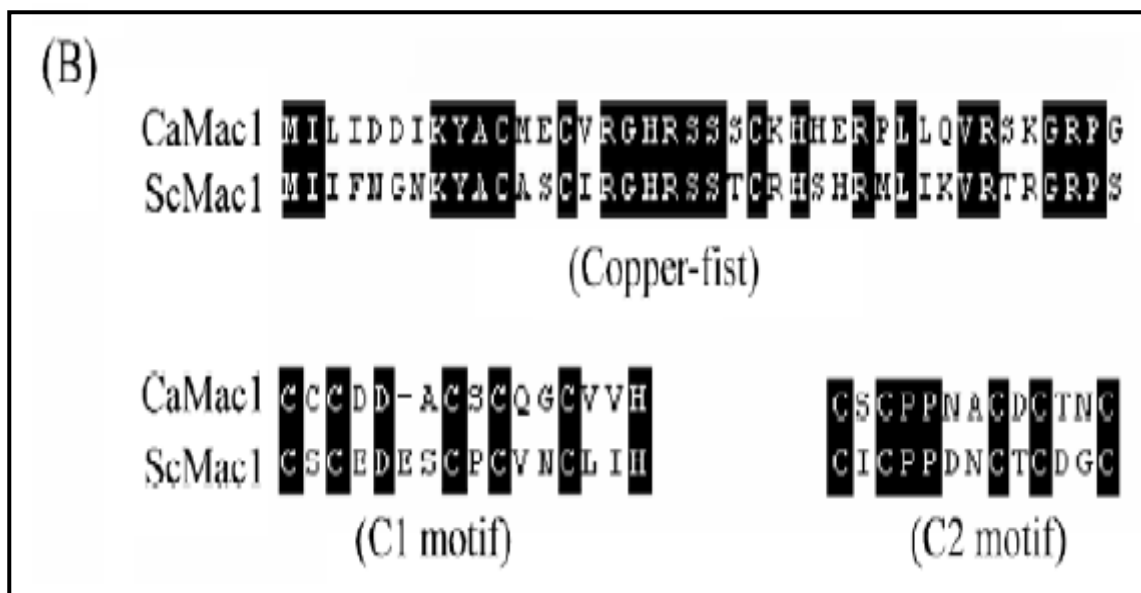 (B)
CaMac1 MILIDDIKYACMECVRGHRSSSCKHHERPLLQVRSKGRPG
ScMac1 MIIFNGNKYACASCIRGHRSSTCRHSHRMLIKVRTRGRPS
(Copper-fist)
CaMac1 CCCDD-ACSCQGCVVH CSCPPNACDCTNC
ScMac1 CSCEDESCPCVNCLIH CICPPDNCTCDGC
(C1 motif) (C2 motif)